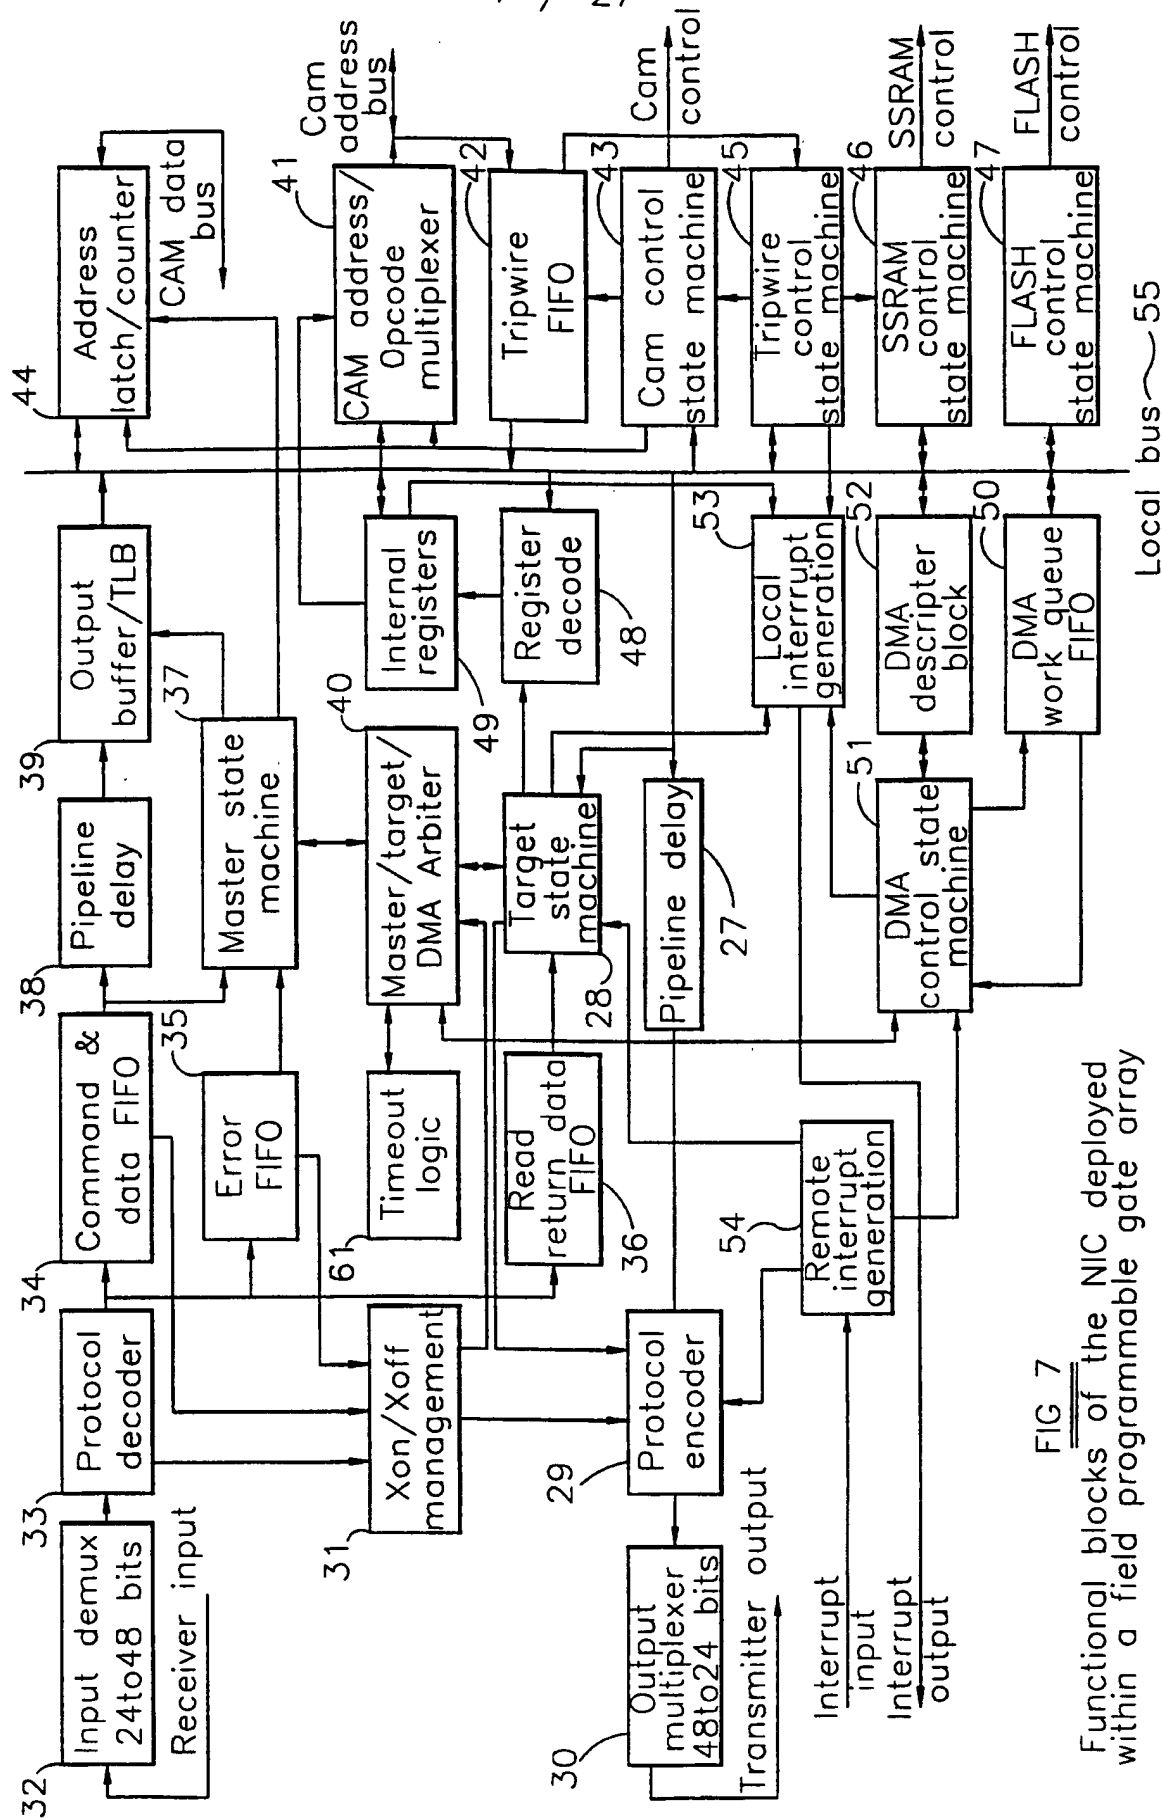 32
Input demux
24to48 bits
Receiver input
33
Protocol
decoder
34
Command &
data FIFO
38
Pipeline
delay
39
Output
buffer/TLB
44
Address
latch/counter
CAM data
bus
35
Error
FIFO
37
Master state
machine
31
Xon/Xoff
management
61
Timeout
logic
40
Master/target/
DMA Arbiter
49
Internal
registers
41
CAM address/
Opcode
multiplexer
Cam
address
bus
36
Read
return data
FIFO
28
Target
state
machine
48
Register
decode
42
Tripwire
FIFO
29
Protocol
encoder
27
Pipeline delay
43
Cam control
state machine
Cam
control
30
Output
multiplexer
48to24 bits
Transmitter output
53
Local
interrupt
generation
45
Tripwire
control
state machine
54
Remote
interrupt
generation
Interrupt
input
Interrupt
output
51
DMA
control state
machine
52
DMA
descripter
block
46
SSRAM
control
state machine
SSRAM
control
50
DMA
work queue
FIFO
47
FLASH
control
state machine
FLASH
control
Local bus 55
FIG 7
Functional blocks of the NIC deployed
within a field programmable gate array